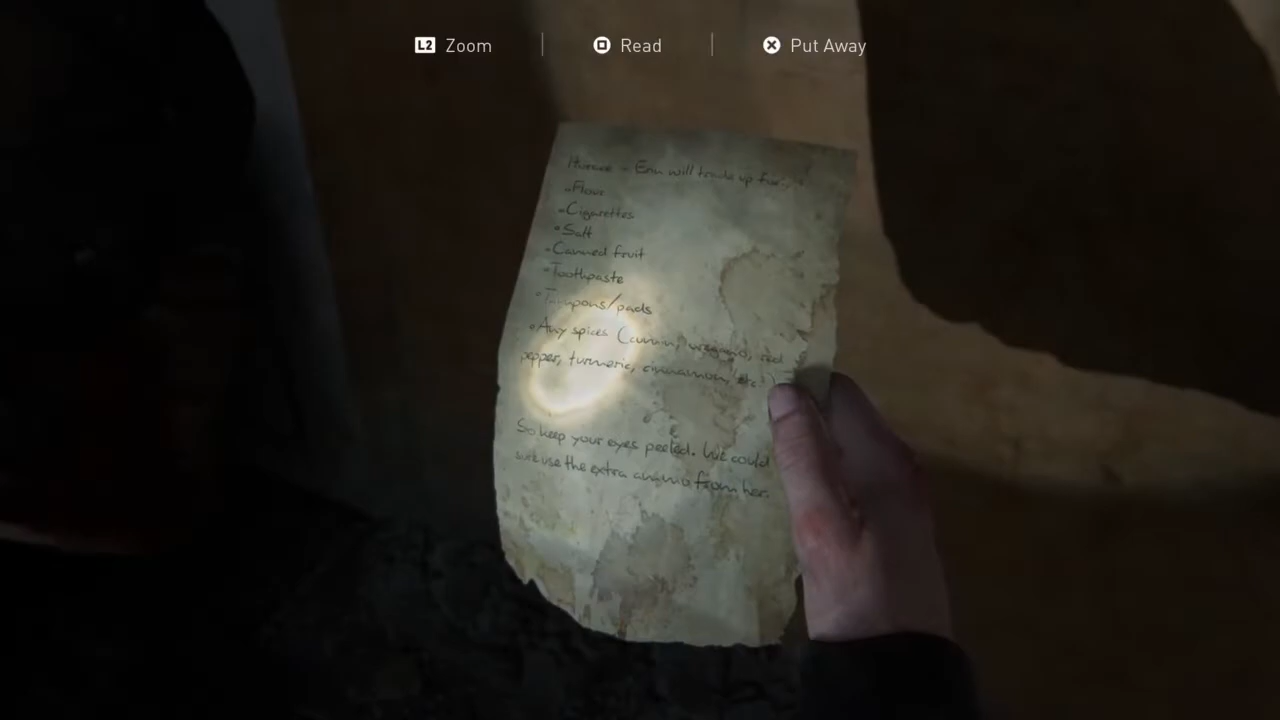 L2 Zoom | Read | Put Away
Horace - Erin will trade up for...
Flour
Cigarettes
Salt
Canned fruit
Toothpaste
Tampons/pads
Any spices (cumin, oregano, red
pepper, turmeric, cinnamon, etc!)
So keep your eyes peeled. We could
sure use the extra ammo from her.